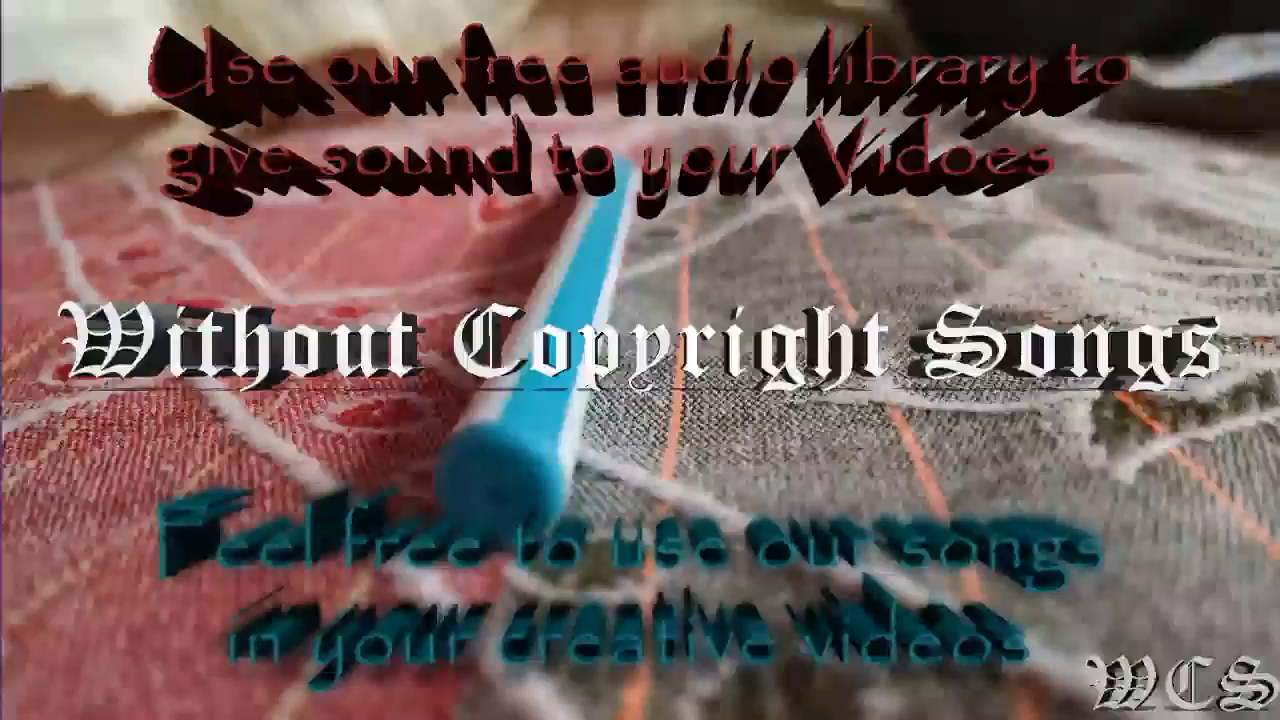 Use our free audio library to
give sound to your Vidoes
Without Copyright Songs
Feel free to use our songs
in your creative videos
WCS